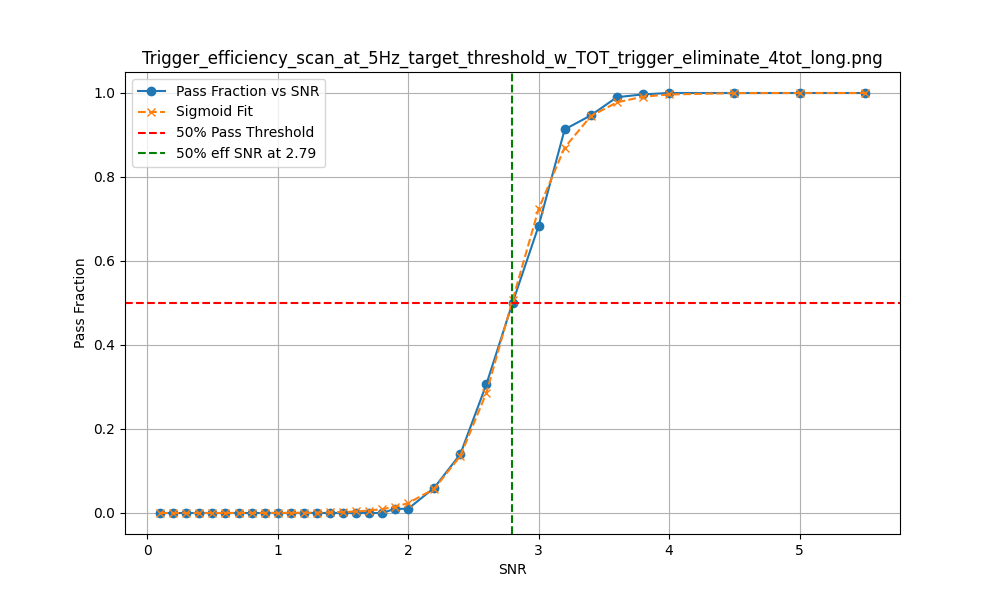 Trigger_efficiency_scan_at_5Hz_target_threshold_w_TOT_trigger_eliminate_4tot_long.png
Pass Fraction vs SNR
Sigmoid Fit
50% Pass Threshold
50% eff SNR at 2.79
1.0
0.8
0.6
0.4
0.2
0.0
Pass Fraction
0 1 2 3 4 5
SNR